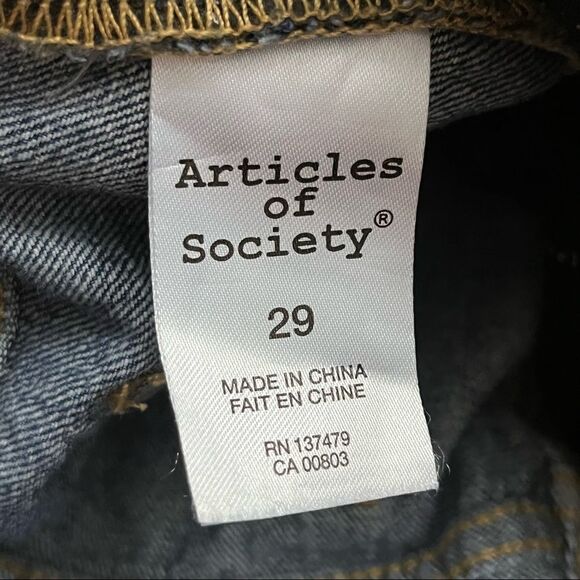 Articles
of
Society®
29
MADE IN CHINA
FAIT EN CHINE
RN 137479
CA 00803